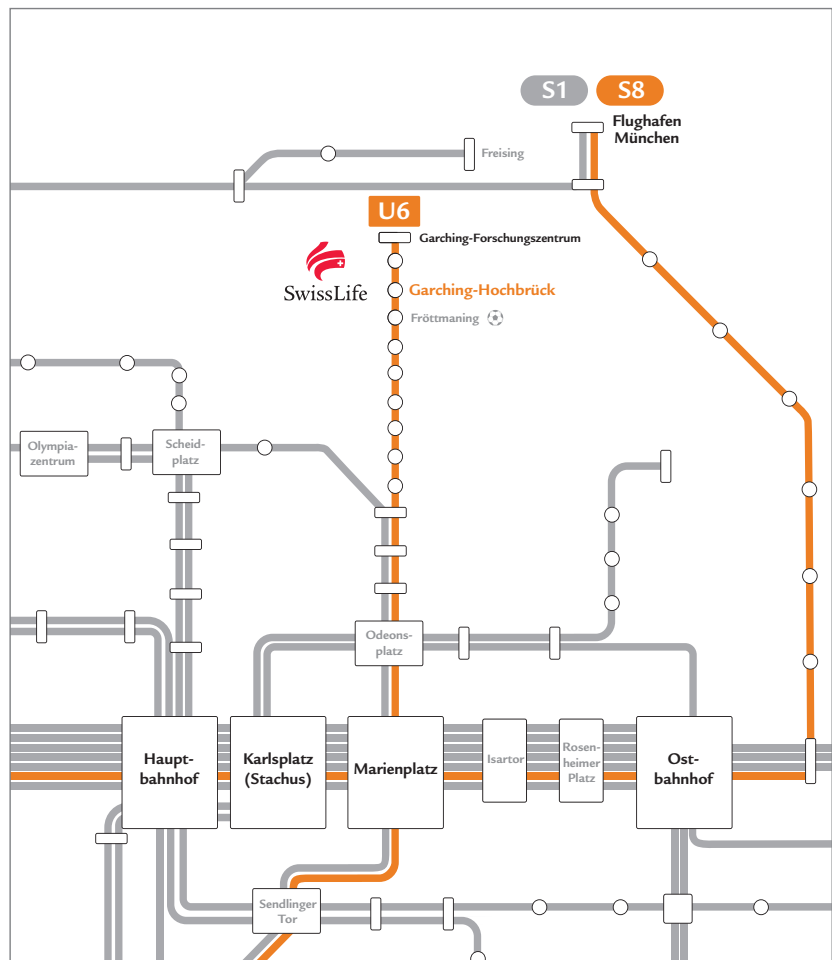 S1 S8
Flughafen
München
Freising
U6
Garching-Forschungszentrum
SwissLife
Garching-Hochbrück
Fröttmaning
Olympia-
zentrum
Scheid-
platz
Odeons-
platz
Haupt-
bahnhof
Karlsplatz
(Stachus)
Marienplatz
Isartor
Rosen-
heimer
Platz
Ost-
bahnhof
Sendlinger
Tor